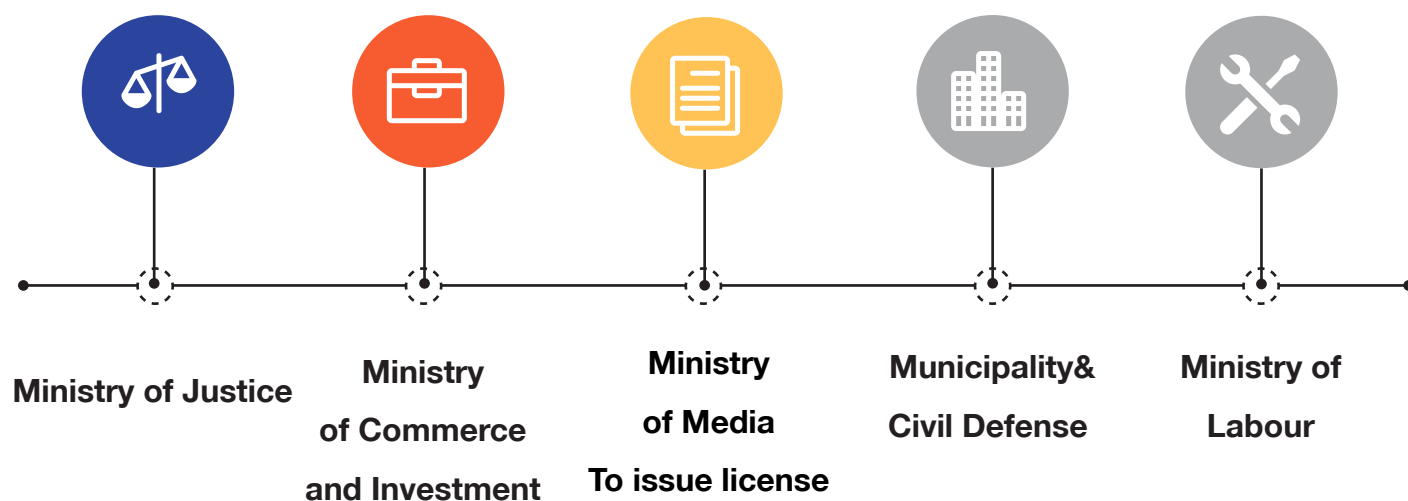 Ministry of Justice
Ministry
of Commerce
and Investment
Ministry
of Media
To issue license
Municipality&
Civil Defense
Ministry of
Labour